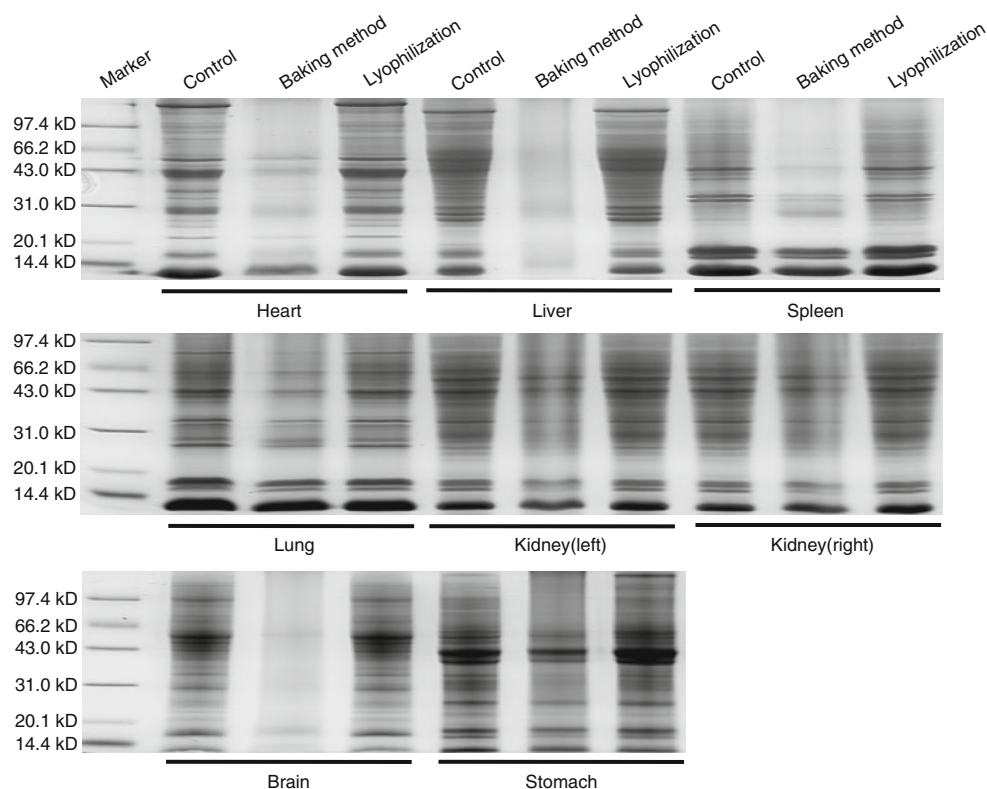 Marker Control Baking method Lyophilization Control Baking method Lyophilization Control Baking method Lyophilization
97.4 kD
66.2 kD
43.0 kD
31.0 kD
20.1 kD
14.4 kD
Heart Liver Spleen
97.4 kD
66.2 kD
43.0 kD
31.0 kD
20.1 kD
14.4 kD
Lung Kidney(left) Kidney(right)
97.4 kD
66.2 kD
43.0 kD
31.0 kD
20.1 kD
14.4 kD
Brain Stomach